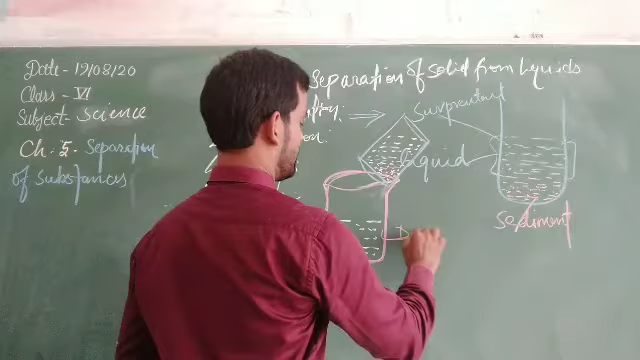 Date - 19/08/20
Class - VI
Subject - Science
Ch. 5. Separation
of Substances
Separation of Solid from Liquids
Liquid
Sediment